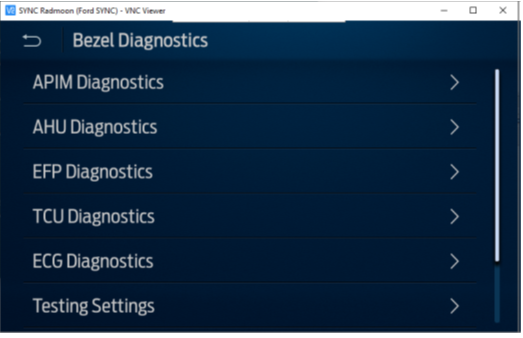 SYNC Radmoon (Ford SYNC) - VNC Viewer
Bezel Diagnostics
APIM Diagnostics
AHU Diagnostics
EFP Diagnostics
TCU Diagnostics
ECG Diagnostics
Testing Settings